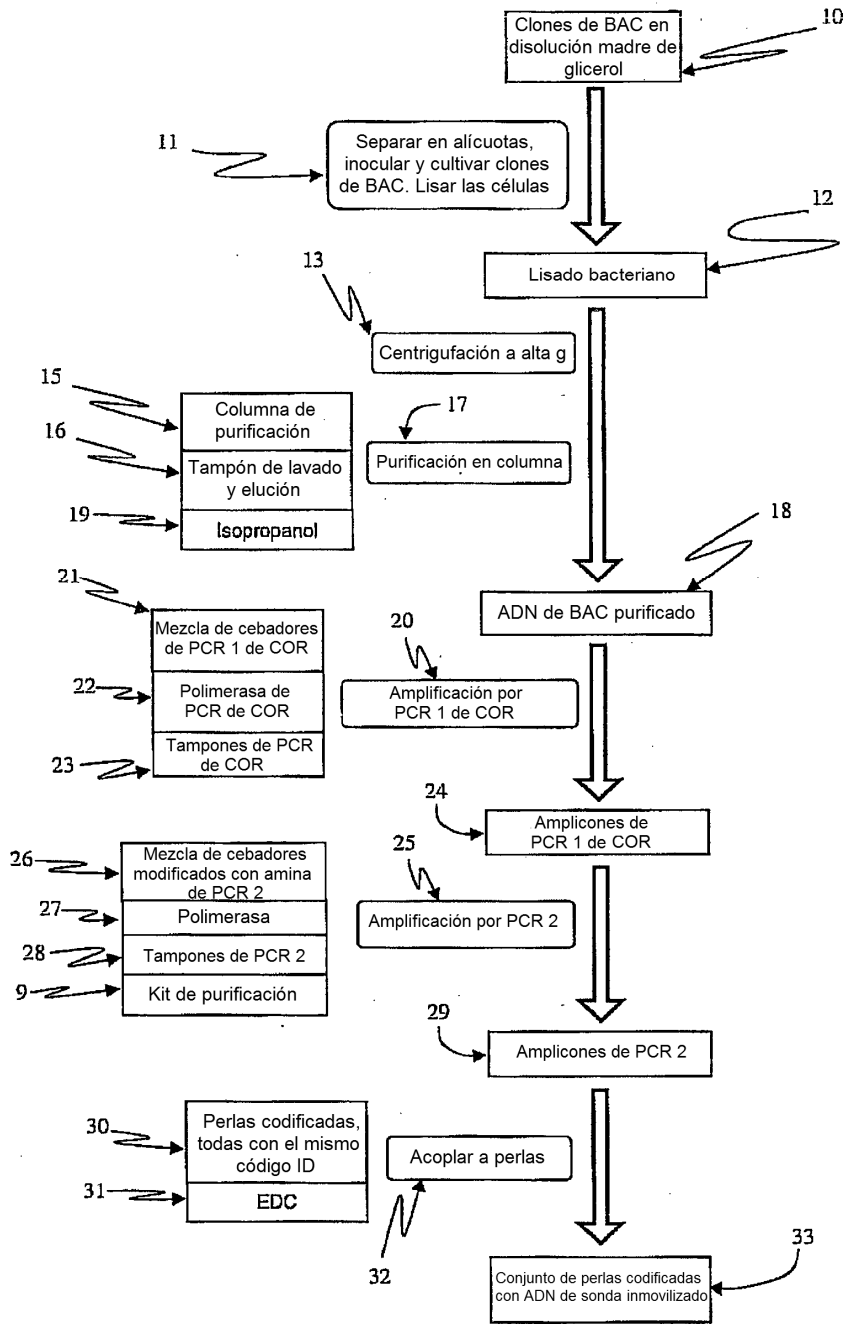 Clones de BAC en
disolución madre de
glicerol
10
11
Separar en alícuotas,
inocular y cultivar clones
de BAC. Lisar las células
12
Lisado bacteriano
13
Centrigufación a alta g
15
Columna de
purificación
17
16
Tampón de lavado
y elución
Purificación en columna
19
Isopropanol
18
ADN de BAC purificado
21
Mezcla de cebadores
de PCR 1 de COR
20
22
Polimerasa de
PCR de COR
Amplificación por
PCR 1 de COR
23
Tampones de PCR
de COR
24
Amplicones de
PCR 1 de COR
26
Mezcla de cebadores
modificados con amina
de PCR 2
25
27
Polimerasa
Amplificación por PCR 2
28
Tampones de PCR 2
9
Kit de purificación
29
Amplicones de PCR 2
30
Perlas codificadas,
todas con el mismo
código ID
Acoplar a perlas
31
EDC
32
33
Conjunto de perlas codificadas
con ADN de sonda inmovilizado